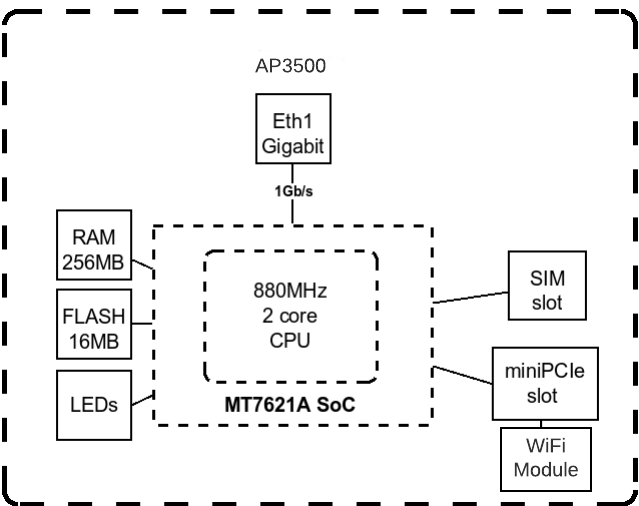 AP3500
Eth1
Gigabit
1Gb/s
RAM
256MB
FLASH
16MB
LEDs
880MHz
2 core
CPU
MT7621A SoC
SIM
slot
miniPCIe
slot
WiFi
Module